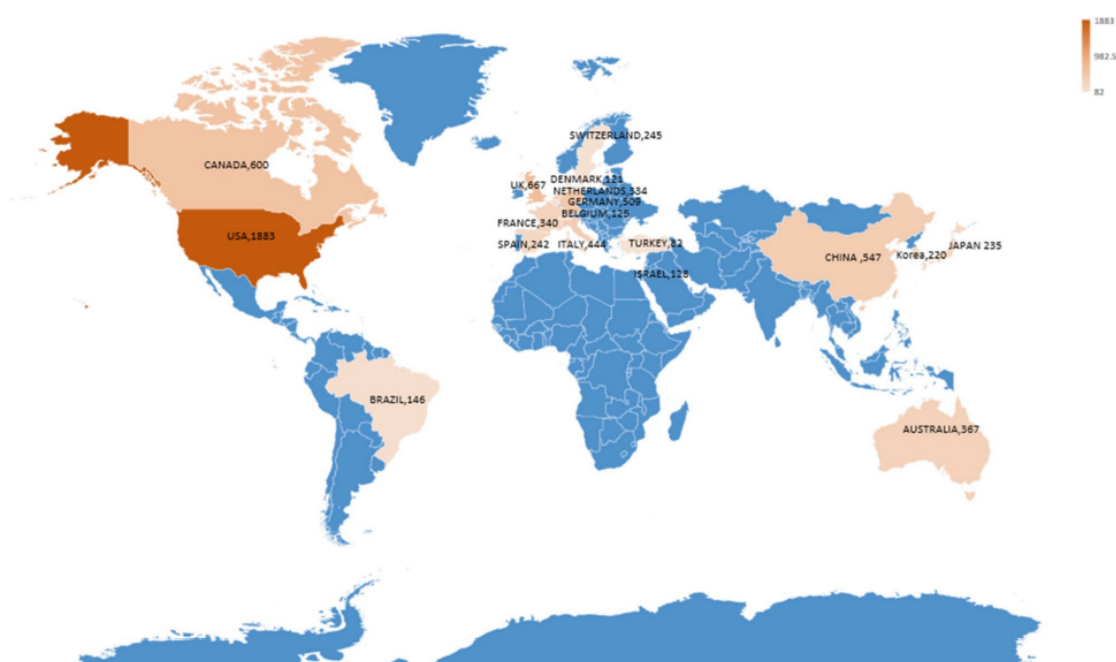 1883
982.5
82
SWITZERLAND,245
CANADA,600
DENMARK,121
UK,667
NETHERLANDS,334
GERMANY,509
BELGIUM,125
FRANCE,340
USA,1883
SPAIN,242
ITALY,444
TURKEY,82
JAPAN 235
Korea,220
CHINA ,547
ISRAEL,128
BRAZIL,146
AUSTRALIA,367